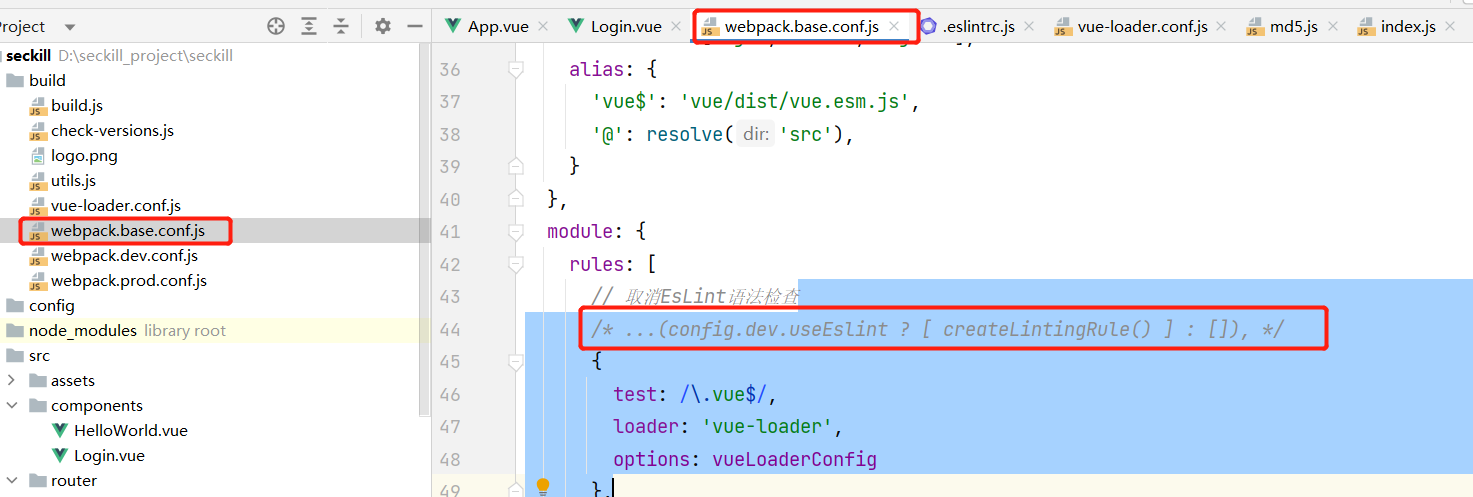 Project
seckill D:\seckill_project\seckill
build
build.js
check-versions.js
logo.png
utils.js
vue-loader.conf.js
webpack.base.conf.js
webpack.dev.conf.js
webpack.prod.conf.js
config
node_modules library root
src
assets
components
HelloWorld.vue
Login.vue
router
App.vue Login.vue webpack.base.conf.js .eslintrc.js vue-loader.conf.js md5.js index.js
36 alias: {
37 'vue$': 'vue/dist/vue.esm.js',
38 '@': resolve( dir: 'src'),
39 }
40 },
41 module: {
42 rules: [
43 // 取消EsLint语法检查
44 /* ...(config.dev.useEslint ? [ createLintingRule() ] : []), */
45 {
46 test: /\.vue$/,
47 loader: 'vue-loader',
48 options: vueLoaderConfig
49 },